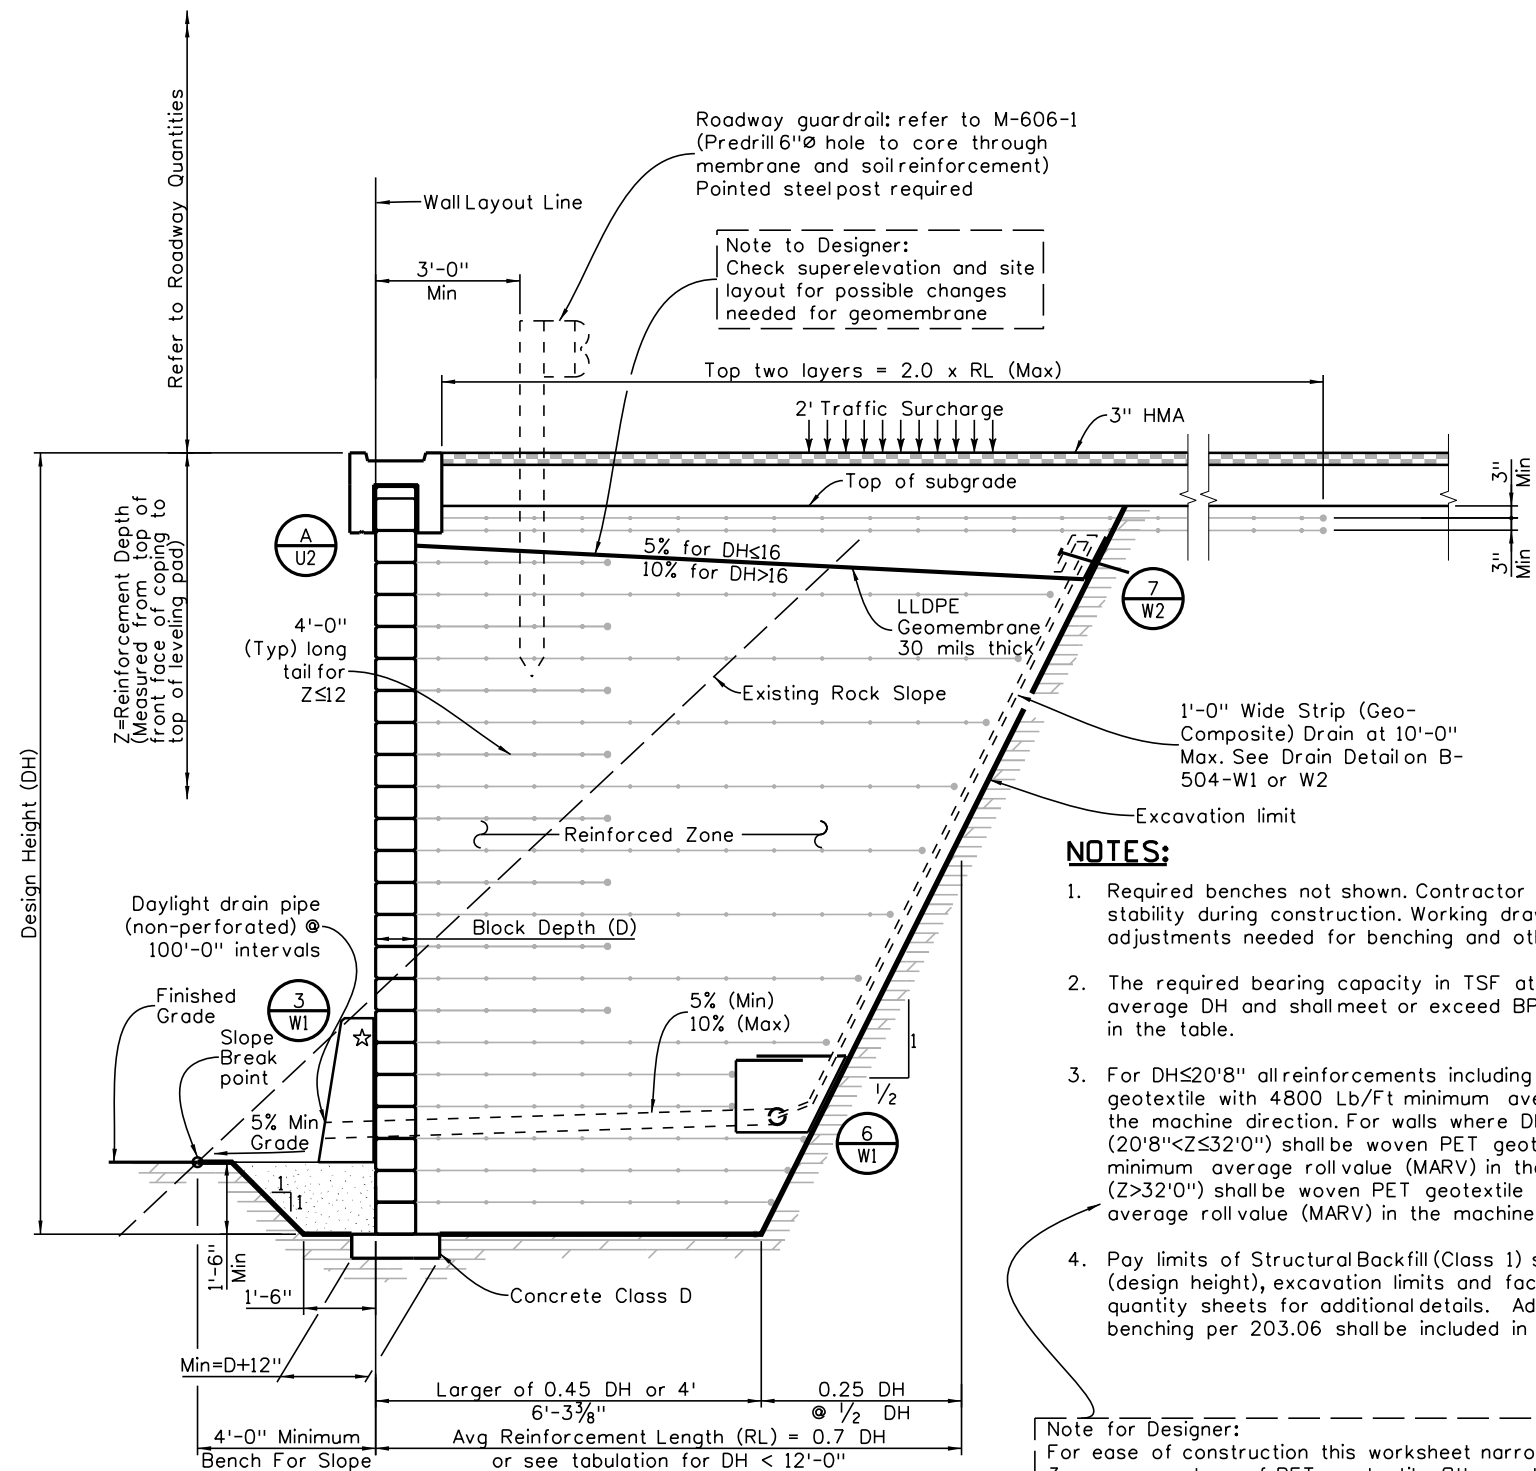 Refer to Roadway Quantities
Roadway guardrail: refer to M-606-1
(Predrill 6"Ø hole to core through
membrane and soil reinforcement)
Pointed steel post required
Wall Layout Line
Note to Designer:
Check superelevation and site
layout for possible changes
needed for geomembrane
3'-0"
Min
Top two layers = 2.0 x RL (Max)
2' Traffic Surcharge
3" HMA
Top of subgrade
3"
Min
3"
Min
A
U2
5% for DH≤16
10% for DH>16
7
W2
LLDPE
Geomembrane
30 mils thick
Z=Reinforcement Depth
(Measured from top of
front face of coping to
top of leveling pad)
4'-0"
(Typ) long
tail for
Z≤12
Existing Rock Slope
1'-0" Wide Strip (Geo-
Composite) Drain at 10'-0"
Max. See Drain Detail on B-
504-W1 or W2
Excavation limit
Design Height (DH)
Reinforced Zone
Daylight drain pipe
(non-perforated) @
100'-0" intervals
Block Depth (D)
Finished
Grade
3
W1
Slope
Break
point
5% (Min)
10% (Max)
1
1/2
5% Min
Grade
6
W1
1
1
1'-6"
Min
1'-6"
Concrete Class D
Min=D+12"
Larger of 0.45 DH or 4'
6'-3⅜"
0.25 DH
@ 1/2 DH
4'-0" Minimum
Bench For Slope
Avg Reinforcement Length (RL) = 0.7 DH
or see tabulation for DH < 12'-0"
NOTES:
1. Required benches not shown. Contractor
stability during construction. Working
adjustments needed for benching and
2. The required bearing capacity in TSF at
average DH and shall meet or exceed
in the table.
3. For DH≤20'8" all reinforcements including
geotextile with 4800 Lb/Ft minimum
the machine direction. For walls where
(20'8"<Z≤32'0") shall be woven PET
minimum average roll value (MARV) in
(Z>32'0") shall be woven PET geotextile
average roll value (MARV) in the machine
4. Pay limits of Structural Backfill (Class 1)
(design height), excavation limits and
quantity sheets for additional details.
benching per 203.06 shall be included in
Note for Designer:
For ease of construction this worksheet